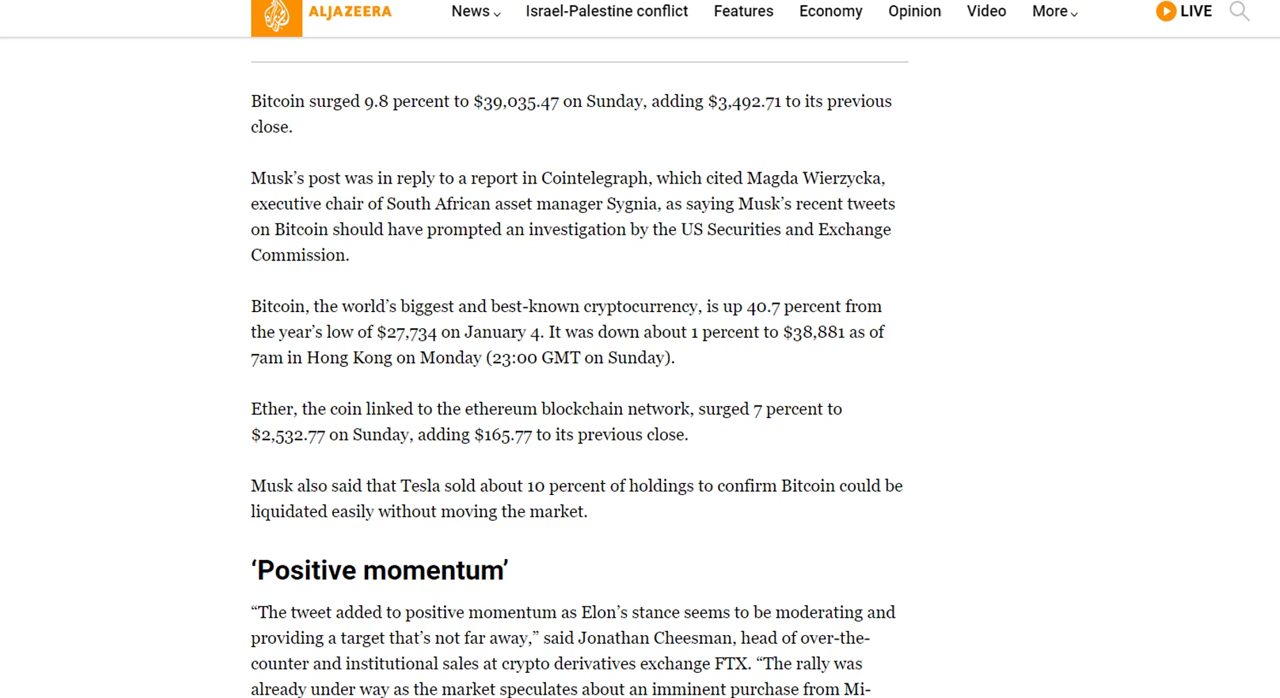 ALJAZEERA News Israel-Palestine conflict Features Economy Opinion Video More LIVE
Bitcoin surged 9.8 percent to $39,035.47 on Sunday, adding $3,492.71 to its previous
close.
Musk’s post was in reply to a report in Cointelegraph, which cited Magda Wierzycka,
executive chair of South African asset manager Sygnia, as saying Musk’s recent tweets
on Bitcoin should have prompted an investigation by the US Securities and Exchange
Commission.
Bitcoin, the world’s biggest and best-known cryptocurrency, is up 40.7 percent from
the year’s low of $27,734 on January 4. It was down about 1 percent to $38,881 as of
7am in Hong Kong on Monday (23:00 GMT on Sunday).
Ether, the coin linked to the ethereum blockchain network, surged 7 percent to
$2,532.77 on Sunday, adding $165.77 to its previous close.
Musk also said that Tesla sold about 10 percent of holdings to confirm Bitcoin could be
liquidated easily without moving the market.
‘Positive momentum’
“The tweet added to positive momentum as Elon’s stance seems to be moderating and
providing a target that’s not far away,” said Jonathan Cheesman, head of over-the-
counter and institutional sales at crypto derivatives exchange FTX. “The rally was
already under way as the market speculates about an imminent purchase from Mi-